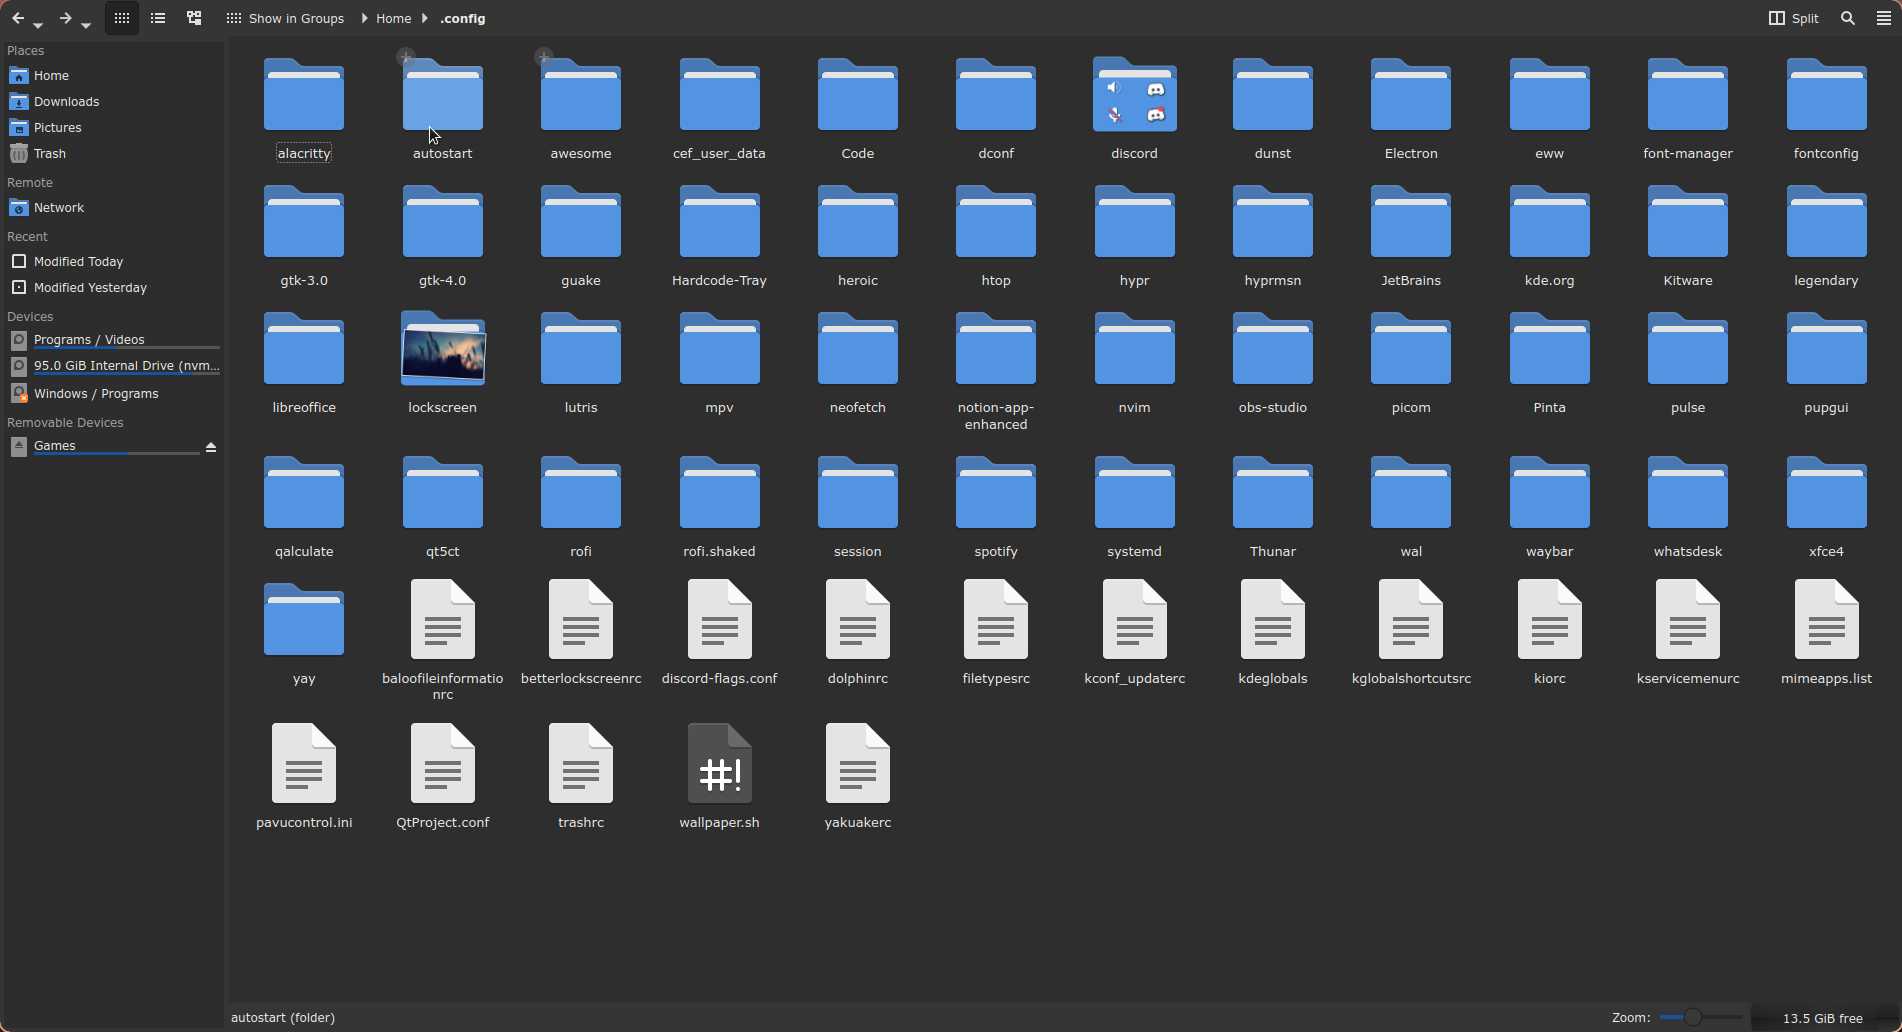 Show in Groups Home .config Split
Places
Home
Downloads
Pictures
Trash
Remote
Network
Recent
Modified Today
Modified Yesterday
Devices
Programs / Videos
95.0 GiB Internal Drive (nvm...
Windows / Programs
Removable Devices
Games
alacritty autostart awesome cef_user_data Code dconf discord dunst Electron eww font-manager fontconfig
gtk-3.0 gtk-4.0 guake Hardcode-Tray heroic htop hypr hyprmsn JetBrains kde.org Kitware legendary
libreoffice lockscreen lutris mpv neofetch notion-app- nvim obs-studio picom Pinta pulse pupgui
enhanced
qalculate qt5ct rofi rofi.shaked session spotify systemd Thunar wal waybar whatsdesk xfce4
yay baloofileinformatio betterlockscreenrc discord-flags.conf dolphinrc filetypesrc kconf_updaterc kdeglobals kglobalshortcutsrc kiorc kservicemenurc mimeapps.list
nrc
#!
pavucontrol.ini QtProject.conf trashrc wallpaper.sh yakuakerc
autostart (folder) Zoom: 13.5 GiB free